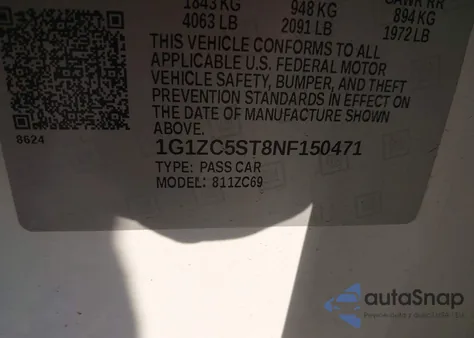 1843 KG 948 KG 894 KG
4063 LB 2091 LB 1972 LB
THIS VEHICLE CONFORMS TO ALL
APPLICABLE U.S. FEDERAL MOTOR
VEHICLE SAFETY, BUMPER, AND THEFT
PREVENTION STANDARDS IN EFFECT ON
THE DATE OF MANUFACTURE SHOWN
ABOVE.
8624
1G1ZC5ST8NF150471
TYPE: PASS CAR
MODEL: 811ZC69
autaSnap